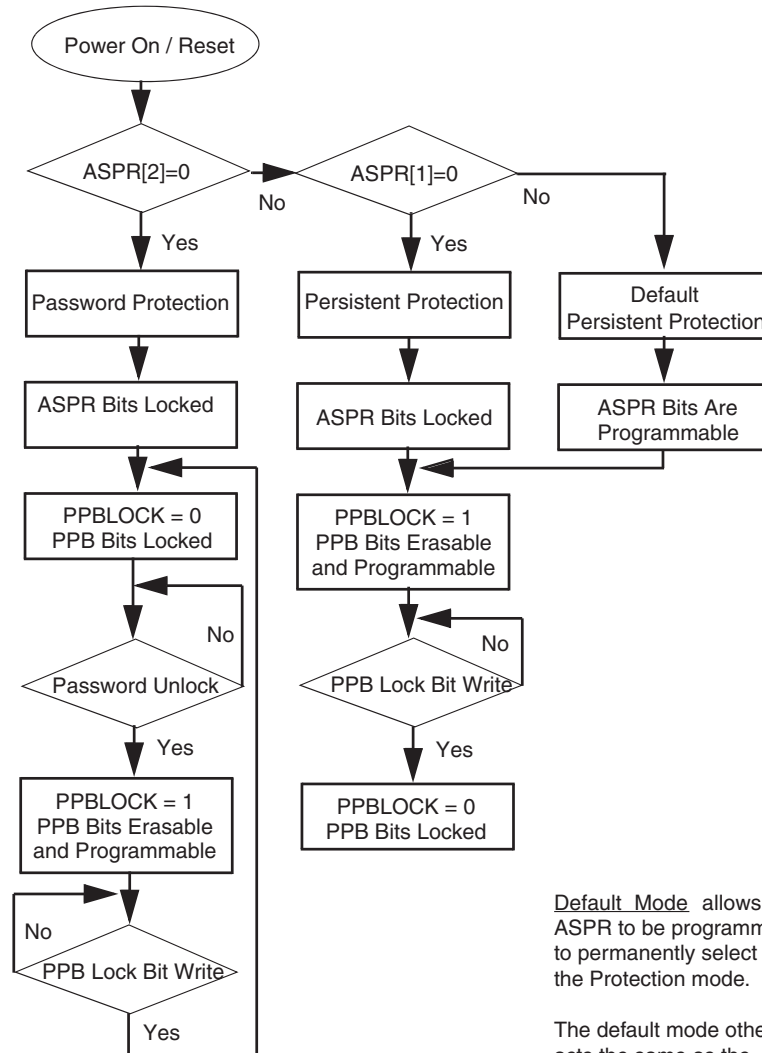 Power On / Reset
ASPR[2]=0
No
ASPR[1]=0
No
Yes
Yes
Password Protection
Persistent Protection
Default
Persistent Protection
ASPR Bits Locked
ASPR Bits Locked
ASPR Bits Are
Programmable
PPBLOCK = 0
PPB Bits Locked
PPBLOCK = 1
PPB Bits Erasable
and Programmable
No
No
Password Unlock
PPB Lock Bit Write
Yes
Yes
PPBLOCK = 1
PPB Bits Erasable
and Programmable
PPBLOCK = 0
PPB Bits Locked
No
PPB Lock Bit Write
Yes
Default Mode allows
ASPR to be
to permanently select
the Protection mode.
The default mode